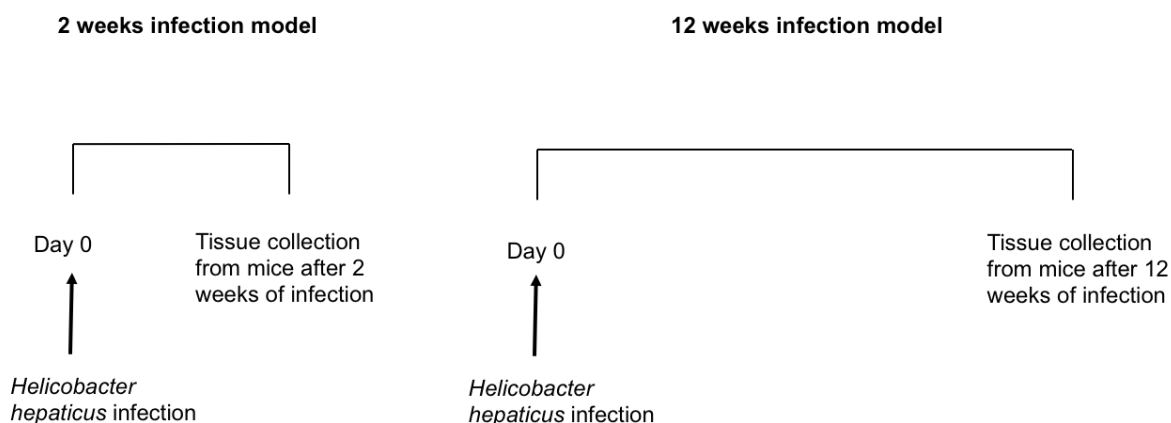 2 weeks infection model
12 weeks infection model
Day 0
Tissue collection
from mice after 2
weeks of infection
Helicobacter
hepaticus infection
Day 0
Tissue collection
from mice after 12
weeks of infection
Helicobacter
hepaticus infection